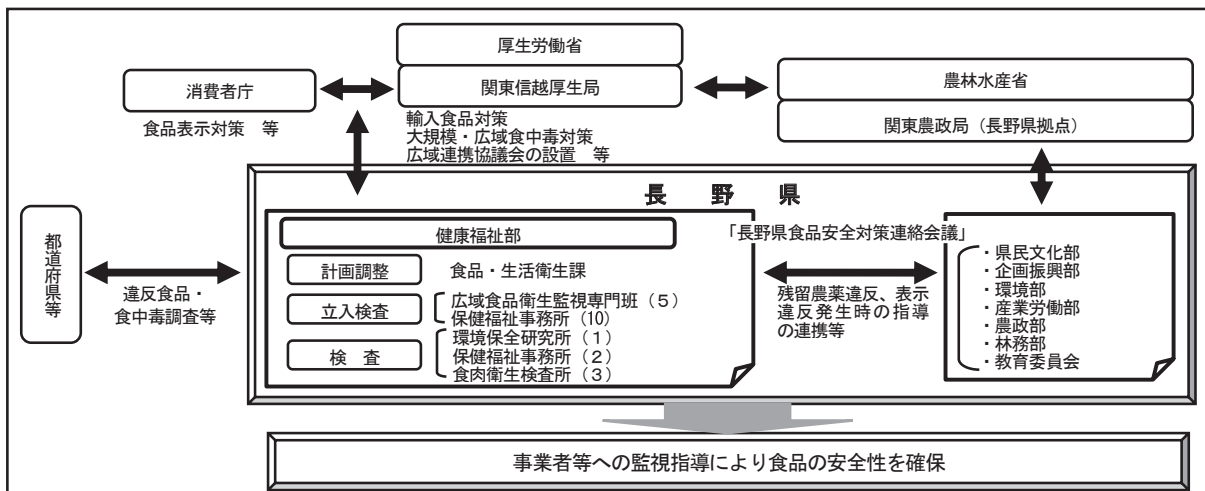 厚生労働省
関東信越厚生局
消費者庁
食品表示対策 等
輸入食品対策
大規模・広域食中毒対策
広域連携協議会の設置 等
農林水産省
関東農政局（長野県拠点）
長 野 県
都道府県等
違反食品・
食中毒調査等
健康福祉部
計画調整
食品・生活衛生課
立入検査
広域食品衛生監視専門班（５）
保健福祉事務所（10）
検 査
環境保全研究所（１）
保健福祉事務所（２）
食肉衛生検査所（３）
「長野県食品安全対策連絡会議」
残留農薬違反、表示
違反発生時の指導
の連携等
・県民文化部
・企画振興部
・環境部
・産業労働部
・農政部
・林務部
・教育委員会
事業者等への監視指導により食品の安全性を確保